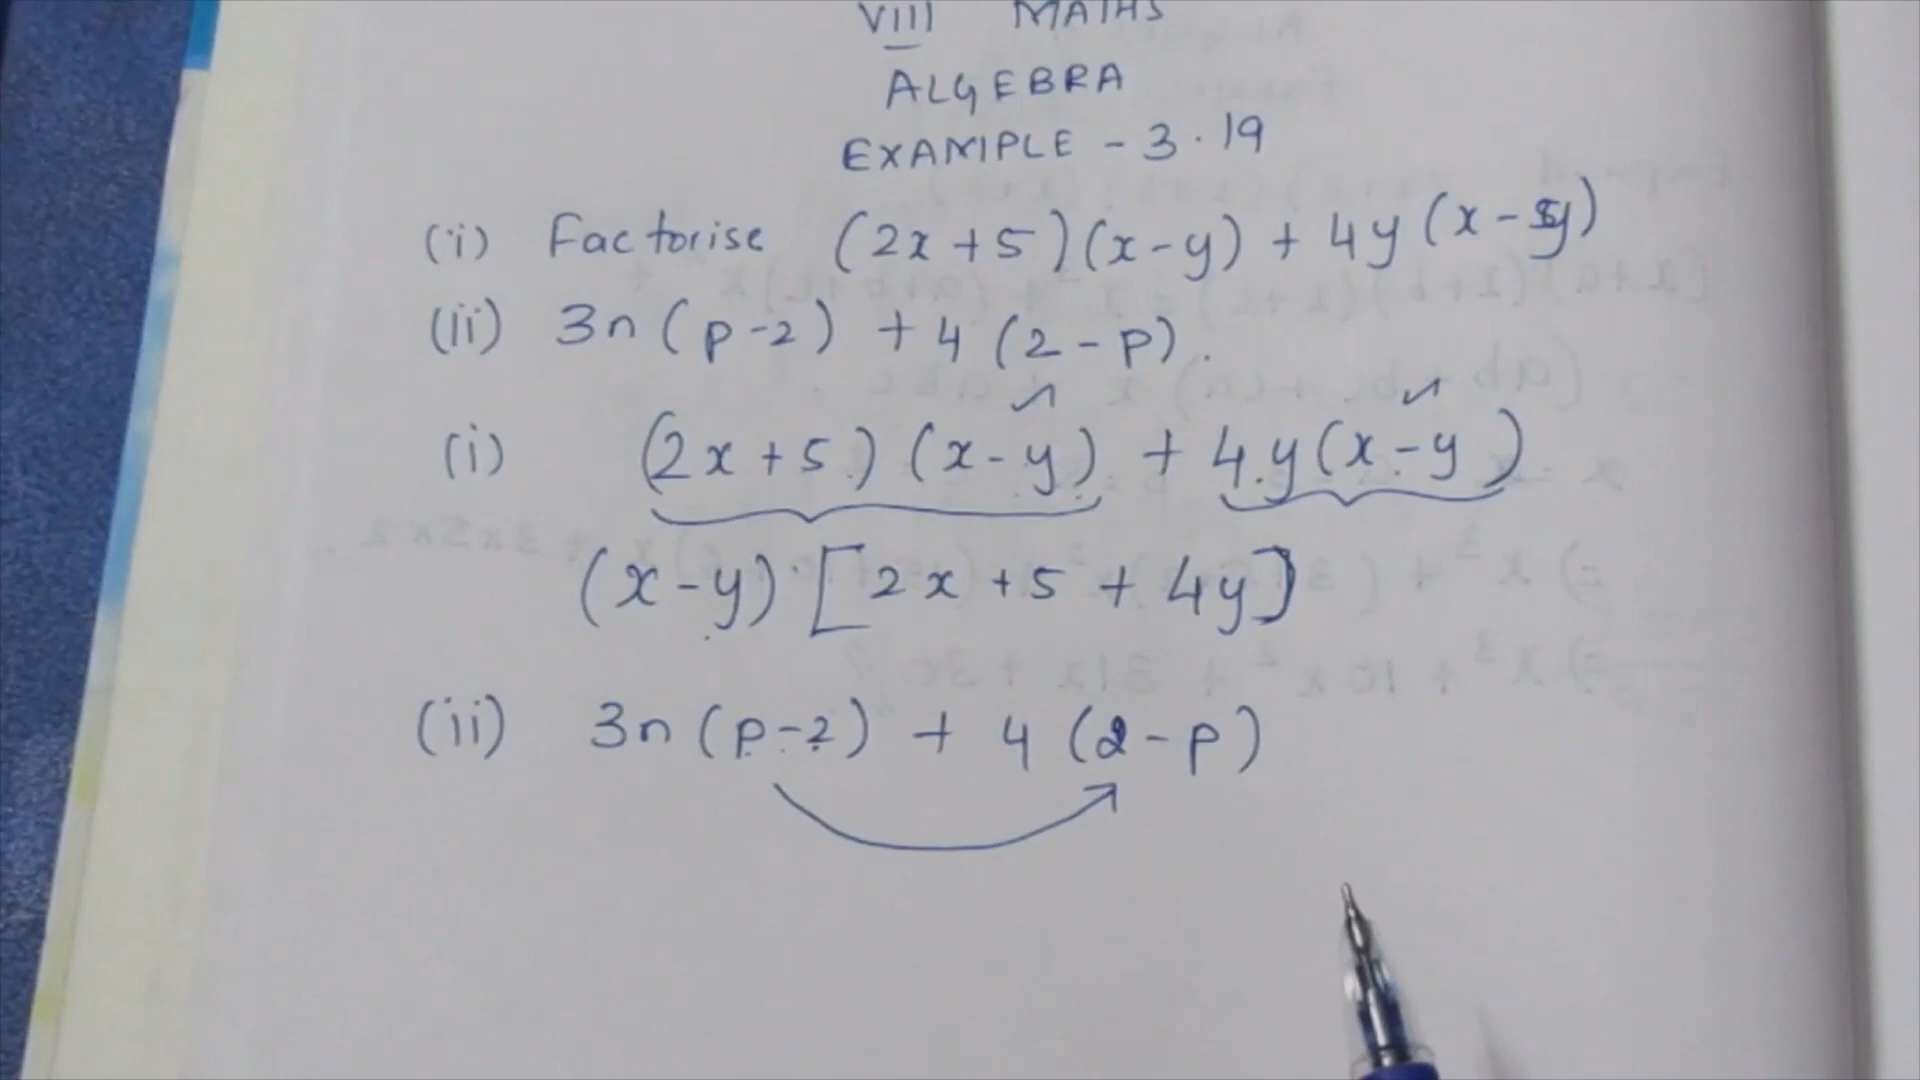 VIII MATHS
ALGEBRA
EXAMPLE - 3.19
(i) Factorise (2x+5)(x-y) + 4y(x-y)
(ii) 3n(p-2) + 4(2-p).
(i) (2x+5)(x-y) + 4y(x-y)
(x-y) [2x+5+4y]
(ii) 3n(p-2) + 4(2-p)